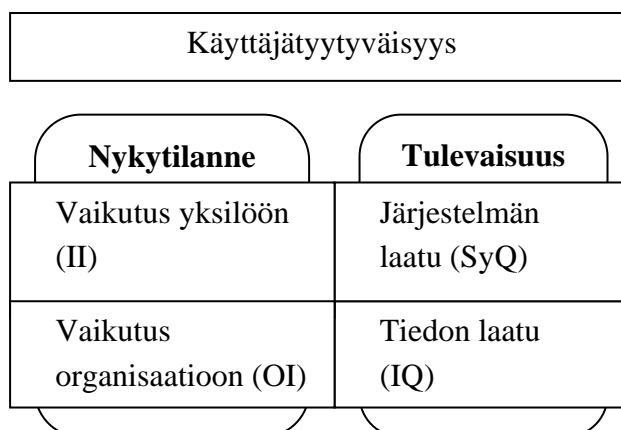 Käyttäjätyytyväisyys
Nykytilanne
Tulevaisuus
Vaikutus yksilöön
(II)
Järjestelmän
laatu (SyQ)
Vaikutus
organisaatioon (OI)
Tiedon laatu
(IQ)